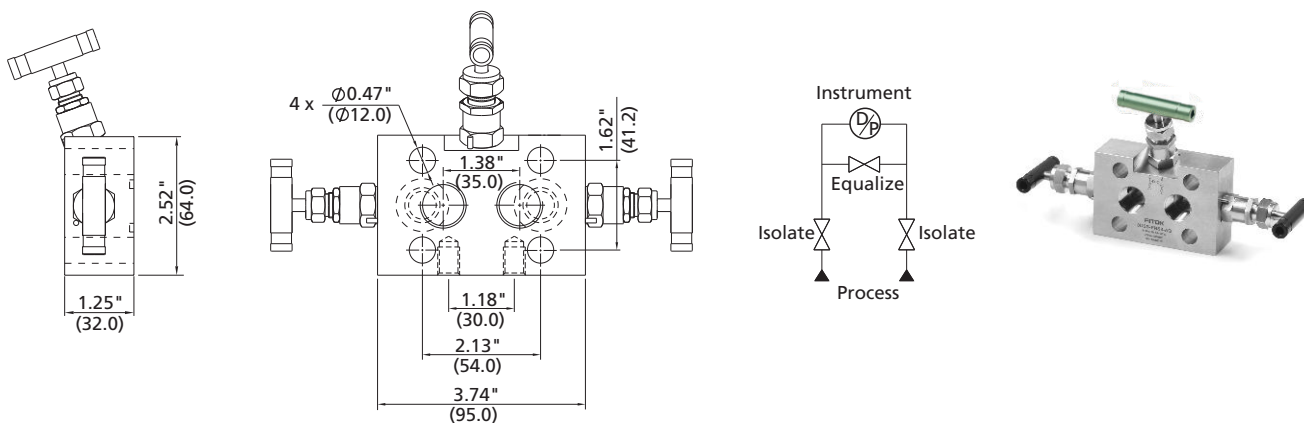 2.52"
(64.0)
1.25"
(32.0)
4 x
Ø0.47"
(Ø12.0)
1.38"
(35.0)
1.62"
(41.2)
1.18"
(30.0)
2.13"
(54.0)
3.74"
(95.0)
Instrument
D/P
Equalize
Isolate
Isolate
Process
FITOK